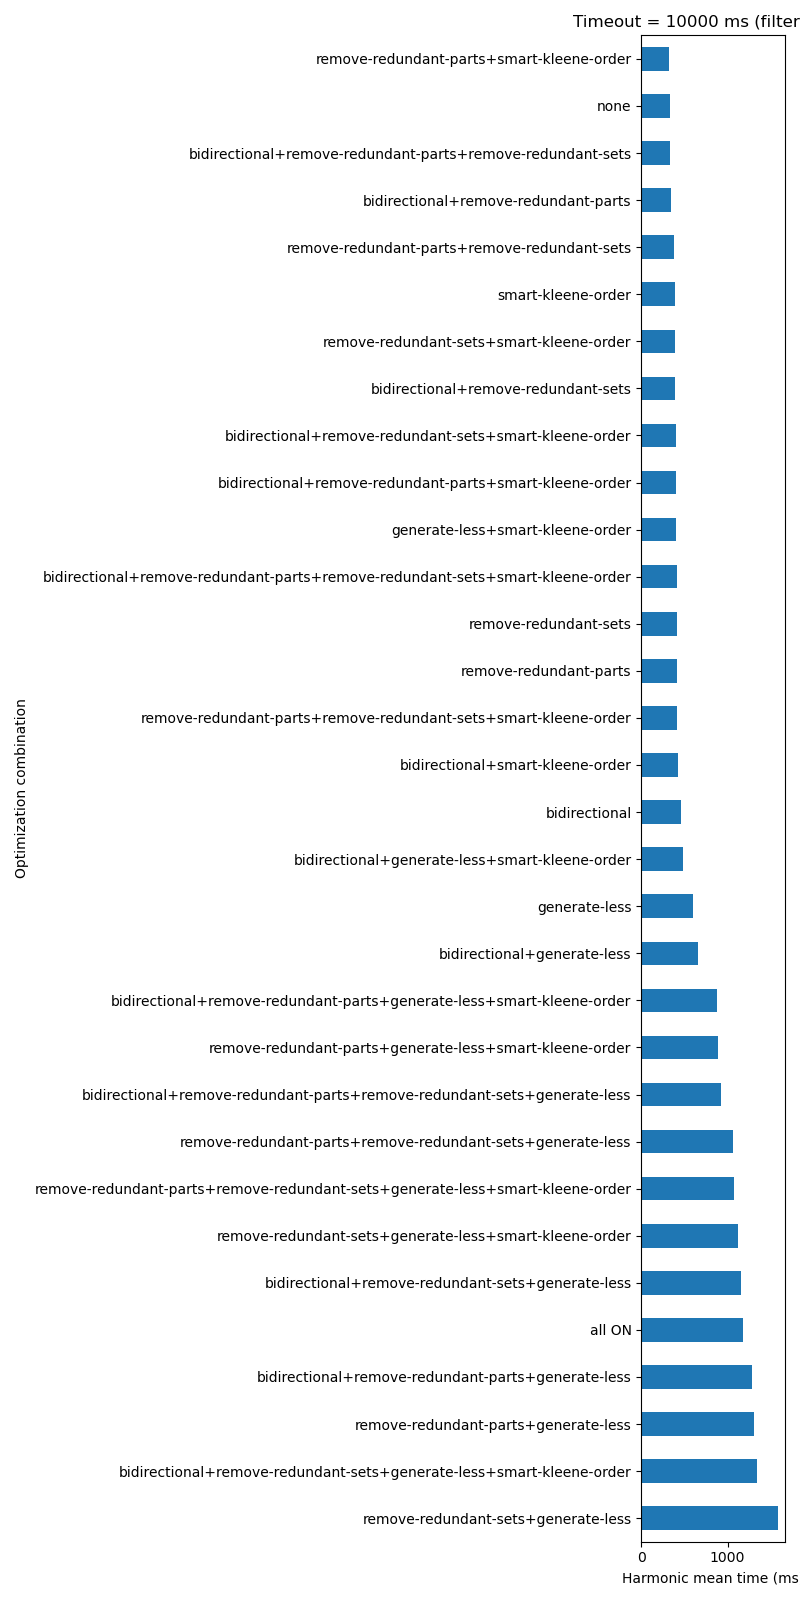 Timeout = 10000 ms (filter
remove-redundant-parts+smart-kleene-order
none
bidirectional+remove-redundant-parts+remove-redundant-sets
bidirectional+remove-redundant-parts
remove-redundant-parts+remove-redundant-sets
smart-kleene-order
remove-redundant-sets+smart-kleene-order
bidirectional+remove-redundant-sets
bidirectional+remove-redundant-sets+smart-kleene-order
bidirectional+remove-redundant-parts+smart-kleene-order
generate-less+smart-kleene-order
bidirectional+remove-redundant-parts+remove-redundant-sets+smart-kleene-order
remove-redundant-sets
remove-redundant-parts
remove-redundant-parts+remove-redundant-sets+smart-kleene-order
bidirectional+smart-kleene-order
bidirectional
bidirectional+generate-less+smart-kleene-order
generate-less
bidirectional+generate-less
bidirectional+remove-redundant-parts+generate-less+smart-kleene-order
remove-redundant-parts+generate-less+smart-kleene-order
bidirectional+remove-redundant-parts+remove-redundant-sets+generate-less
remove-redundant-parts+remove-redundant-sets+generate-less
remove-redundant-parts+remove-redundant-sets+generate-less+smart-kleene-order
remove-redundant-sets+generate-less+smart-kleene-order
bidirectional+remove-redundant-sets+generate-less
all ON
bidirectional+remove-redundant-parts+generate-less
remove-redundant-parts+generate-less
bidirectional+remove-redundant-sets+generate-less+smart-kleene-order
remove-redundant-sets+generate-less
Optimization combination
0 1000
Harmonic mean time (ms